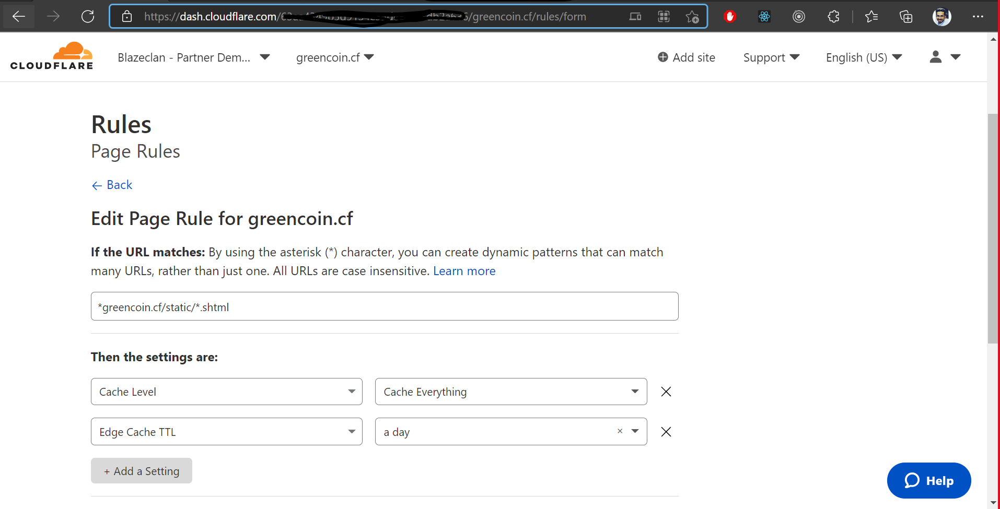 https://dash.cloudflare.com/ /greencoin.cf/rules/form
CLOUDFLARE
Blazeclan - Partner Dem...
greencoin.cf
Add site
Support
English (US)
Rules
Page Rules
← Back
Edit Page Rule for greencoin.cf
If the URL matches: By using the asterisk (*) character, you can create dynamic patterns that can match
many URLs, rather than just one. All URLs are case insensitive. Learn more
*greencoin.cf/static/*.shtml
Then the settings are:
Cache Level
Cache Everything
Edge Cache TTL
a day
+ Add a Setting
Help